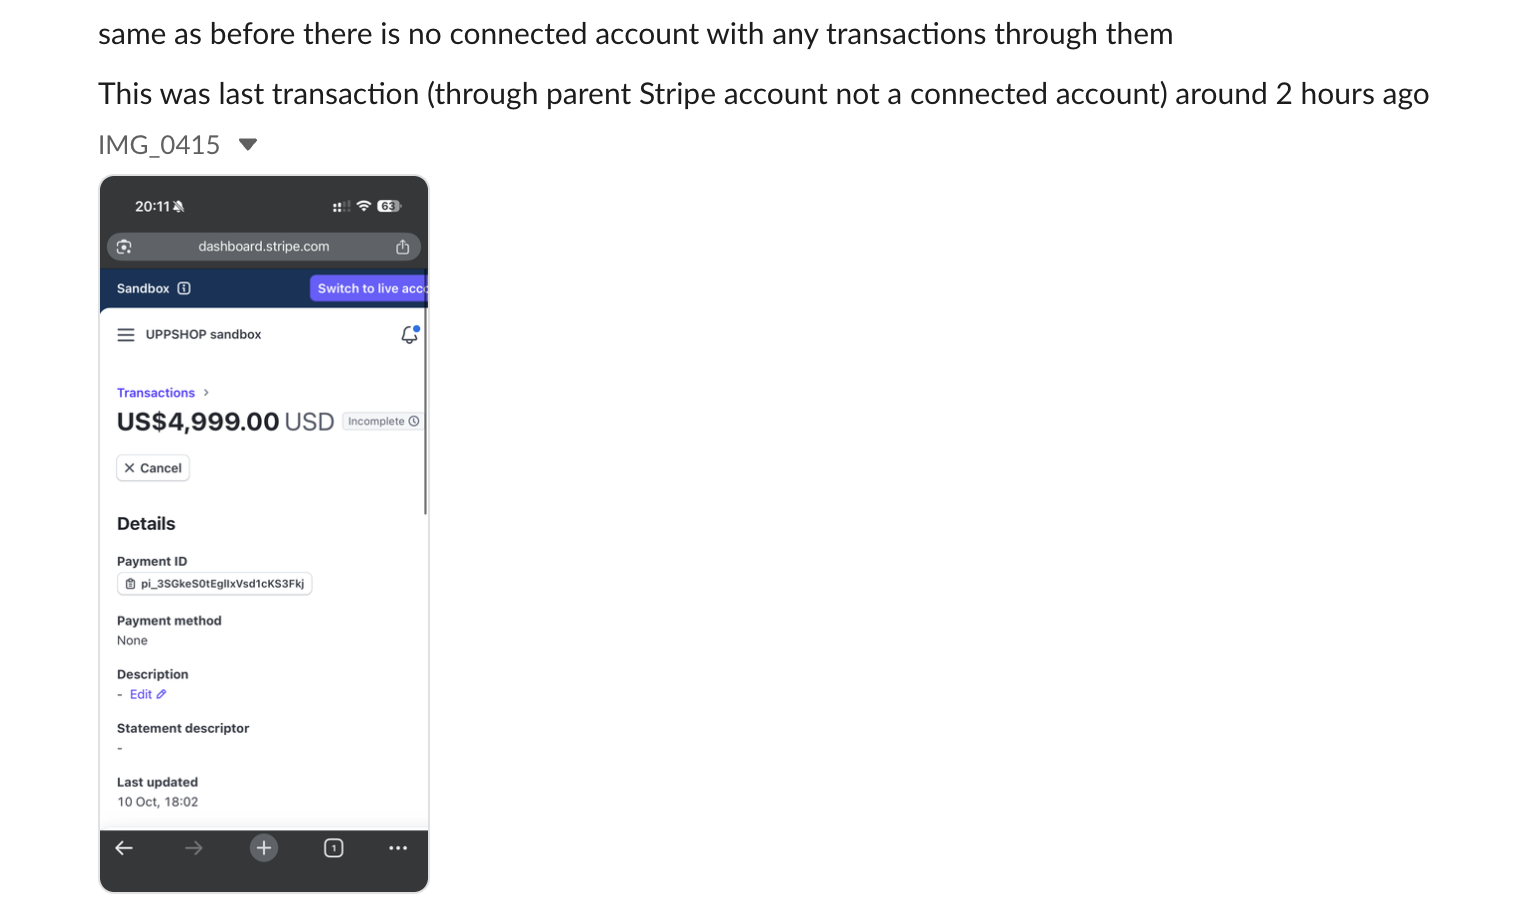 same as before there is no connected account with any transactions through them
This was last transaction (through parent Stripe account not a connected account) around 2 hours ago
IMG_0415
20:11
63
dashboard.stripe.com
Sandbox
Switch to live acc
UPPSHOP sandbox
Transactions
US$4,999.00 USD Incomplete
Cancel
Details
Payment ID
pi_3SGkeS0tEgllxVsd1cKS3Fkj
Payment method
None
Description
- Edit
Statement descriptor
-
Last updated
10 Oct, 18:02
1